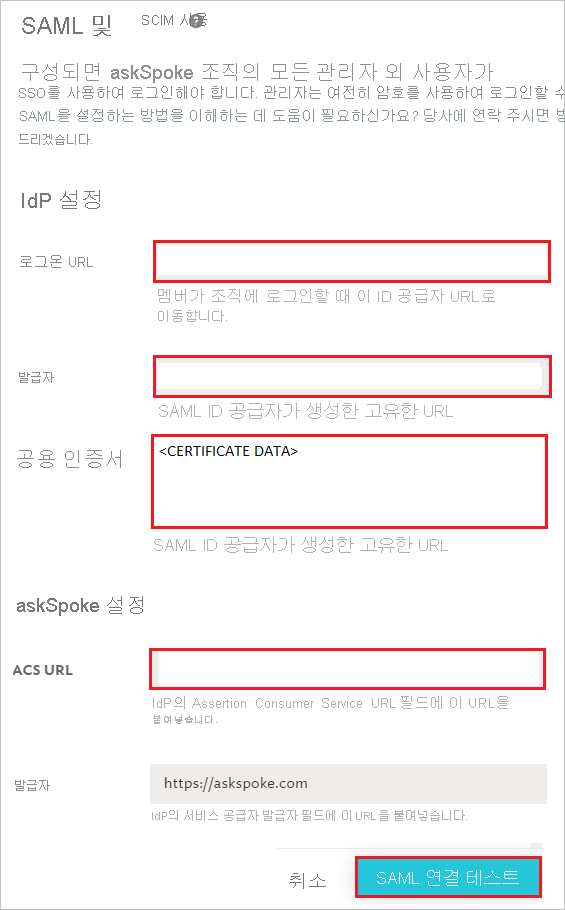 SAML 및
SCIM 사용
구성되면 askSpoke 조직의 모든 관리자 외 사용자가
SSO를 사용하여 로그인해야 합니다. 관리자는 여전히 암호를 사용하여 로그인할 수
SAML을 설정하는 방법을 이해하는 데 도움이 필요하신가요? 당사에 연락 주시면
드리겠습니다.
IdP 설정
로그온 URL
멤버가 조직에 로그인할 때 이 ID 공급자 URL로
이동합니다.
발급자
SAML ID 공급자가 생성한 고유한 URL
공용 인증서
<CERTIFICATE DATA>
SAML ID 공급자가 생성한 고유한 URL
askSpoke 설정
ACS URL
IdP의 Assertion Consumer Service URL 필드에 이 URL을
붙여넣습니다.
발급자
https://askspoke.com
IdP의 서비스 공급자 발급자 필드에 이 URL을 붙여넣습니다.
취소
SAML 연결 테스트